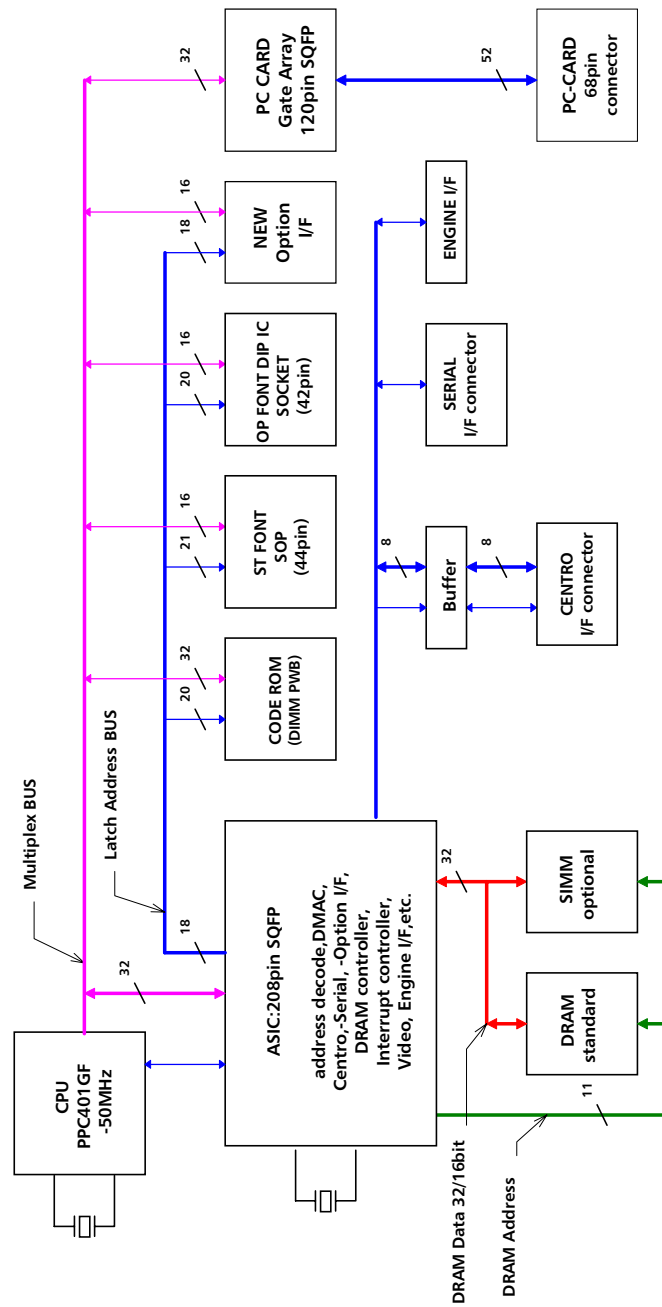 CPU
PPC401GF
-50MHz
Multiplex BUS
Latch Address BUS
32
18
20
32
21
16
20
16
18
16
32
ASIC:208pin SQFP
address decode,DMAC,
Centro,-Serial, -Option I/F,
DRAM controller,
Interrupt controller,
Video, Engine I/F,etc.
CODE ROM
(DIMM PWB)
ST FONT
SOP
(44pin)
OP FONT DIP IC
SOCKET
(42pin)
NEW
Option
I/F
PC CARD
Gate Array
120pin SQFP
52
8
Buffer
8
SERIAL
I/F connector
ENGINE I/F
CENTRO
I/F connector
PC-CARD
68pin
connector
32
DRAM Data 32/16bit
DRAM Address
11
DRAM
standard
SIMM
optional